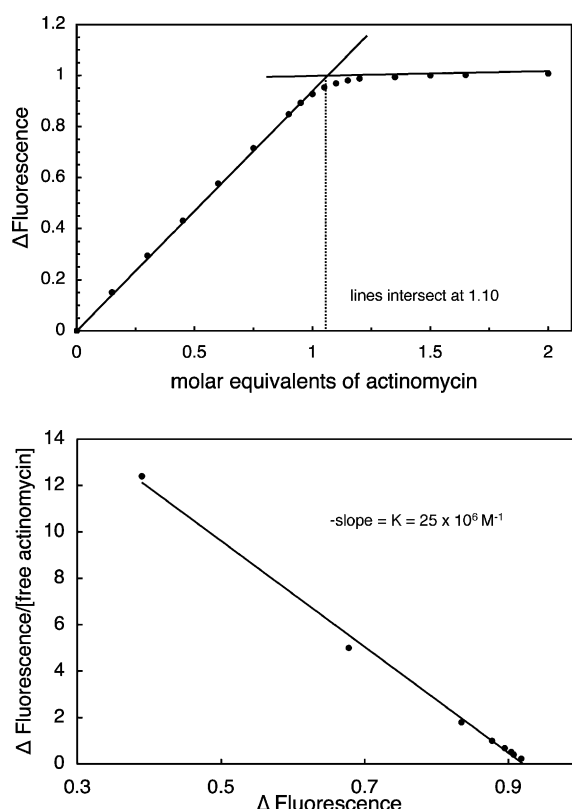 1.2
1
0.8
0.6
0.4
0.2
0
ΔFluorescence
0 0.5 1 1.5 2
lines intersect at 1.10
molar equivalents of actinomycin
14
12
10
8
6
4
2
0
Δ Fluorescence/[free actinomycin]
-slope = K = 25 x 10⁶ M⁻¹
0.3 0.5 0.7 0.9
Δ Fluorescence